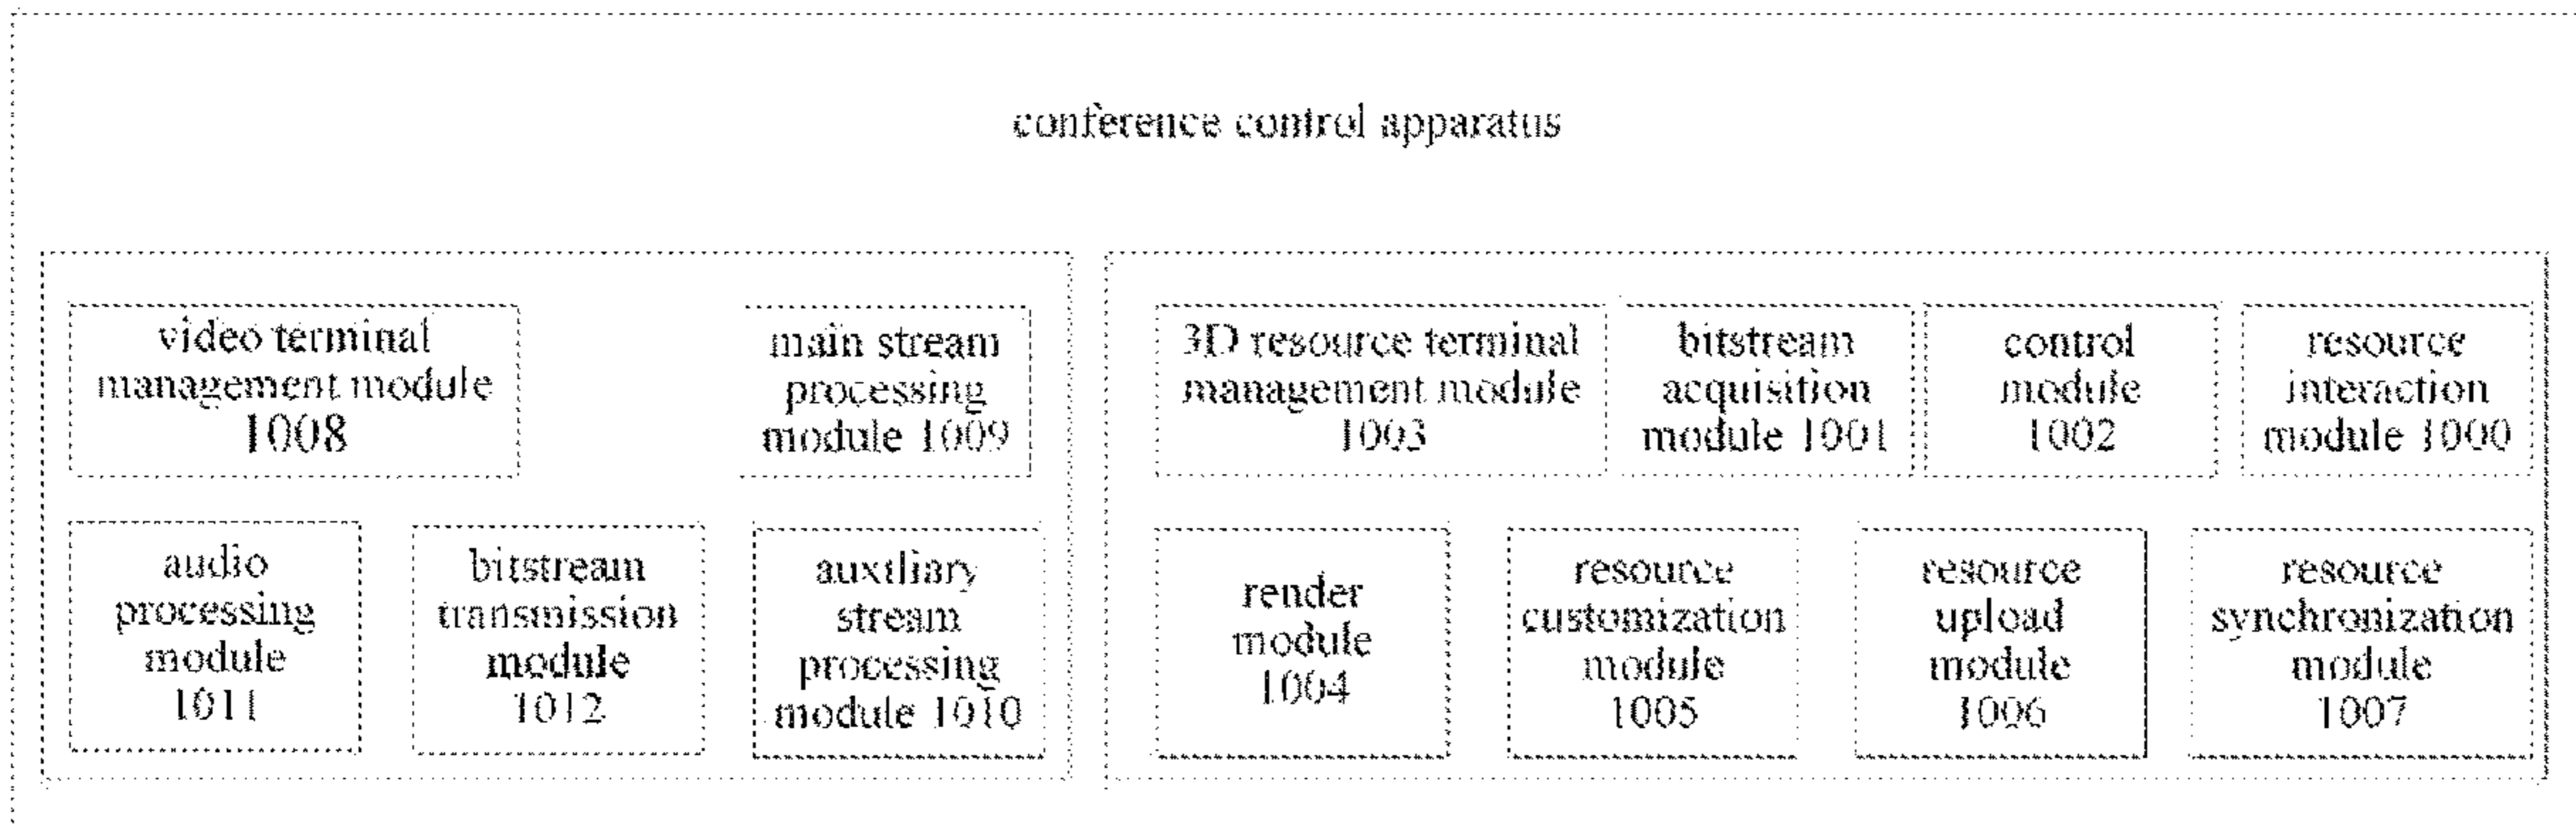 conference control apparatus
video terminal
management module
1008
main stream
processing
module 1009
audio
processing
module
1011
bitstream
transmission
module
1012
auxiliary
stream
processing
module 1010
3D resource terminal
management module
1003
bitstream
acquisition
module 1001
control
module
1002
resource
interaction
module 1000
render
module
1004
resource
customization
module
1005
resource
upload
module
1006
resource
synchronization
module
1007